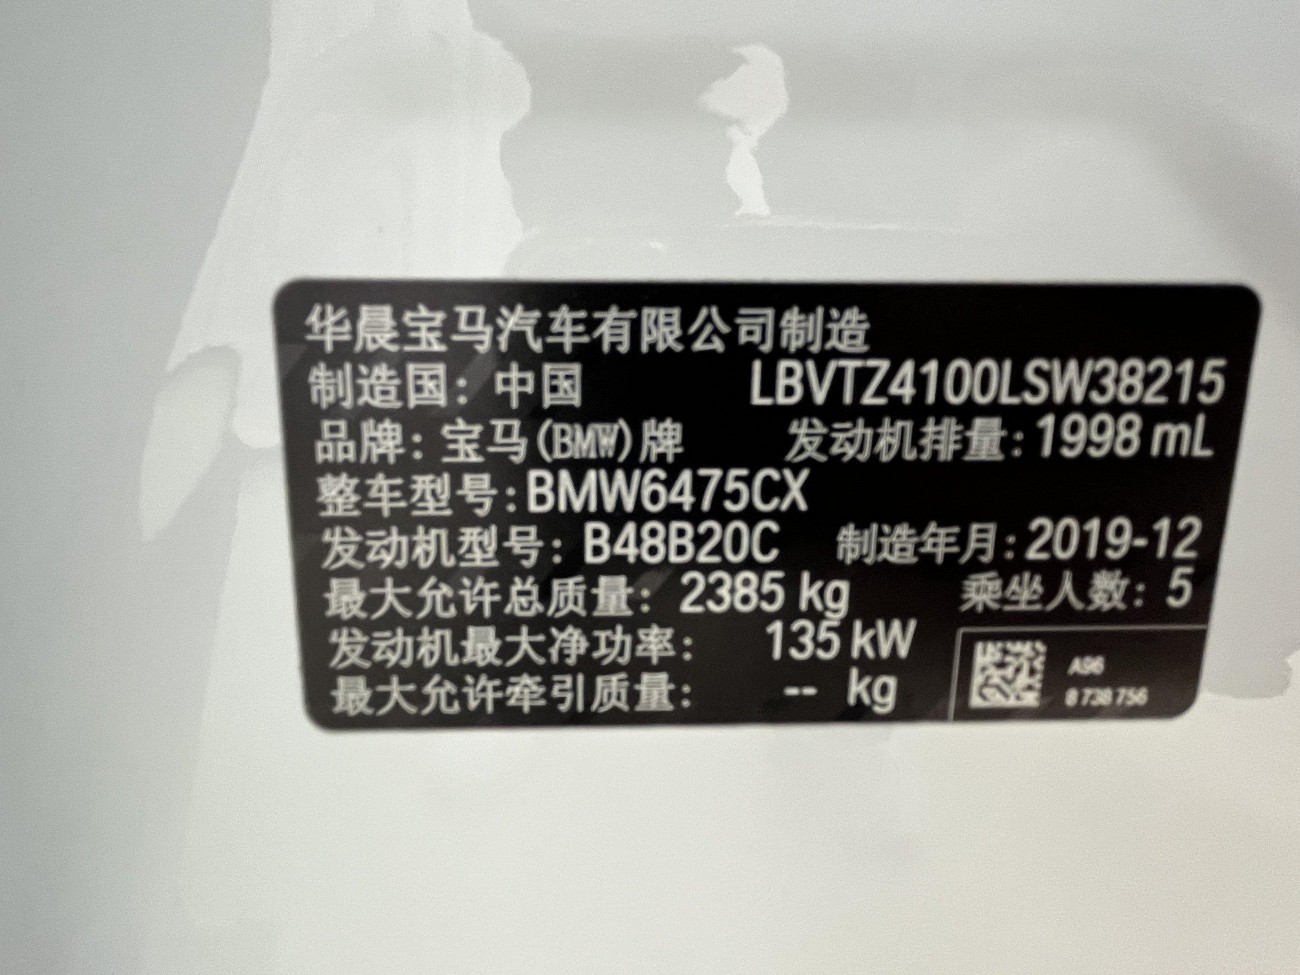 华晨宝马汽车有限公司制造
制造国：中国 LBVTZ4100LSW38215
品牌：宝马(BMW)牌 发动机排量：1998 mL
整车型号：BMW6475CX
发动机型号：B48B20C 制造年月：2019-12
最大允许总质量：2385 kg 乘坐人数：5
发动机最大净功率：135 kW
最大允许牵引质量：-- kg
A96
8 738 756